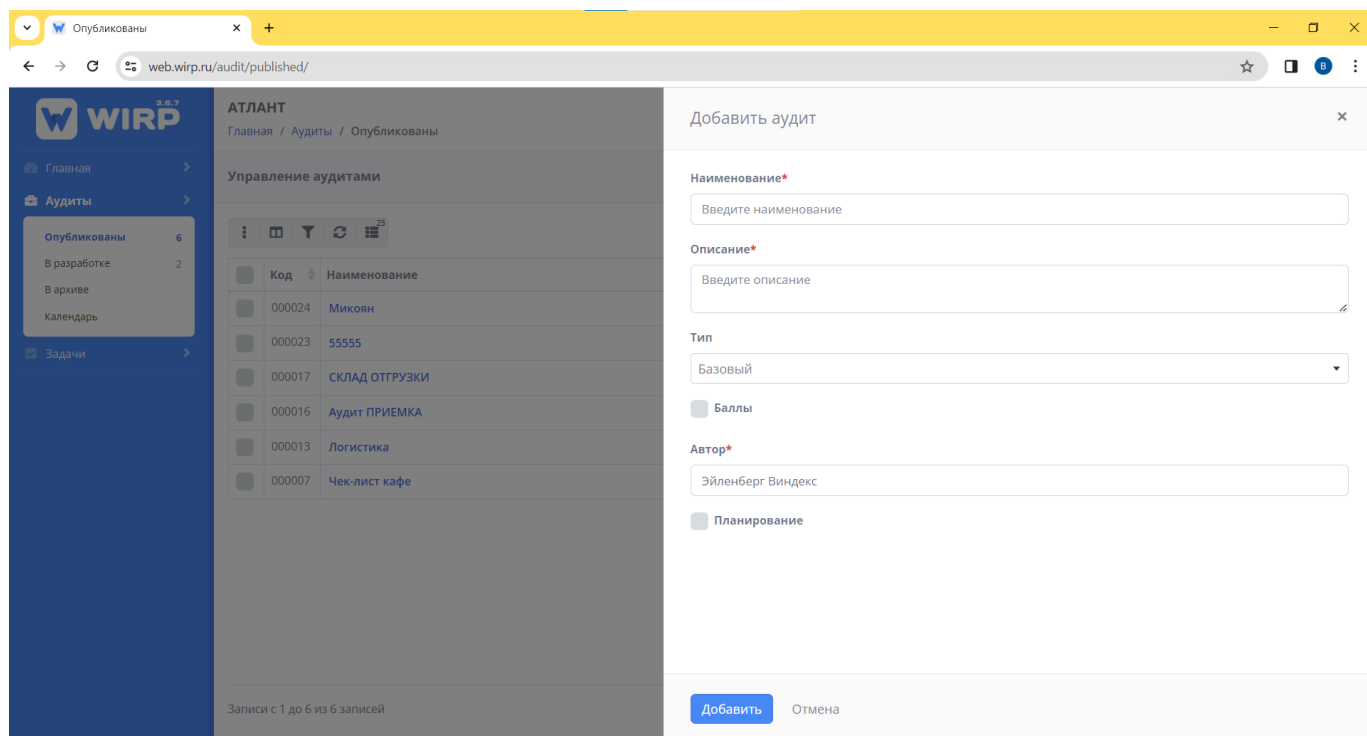 Опубликованы
web.wirp.ru/audit/published/
B
WIRP
3.6.7
Главная
Аудиты
Опубликованы 6
В разработке 2
В архиве
Календарь
Задачи
АТЛАНТ
Главная / Аудиты / Опубликованы
Управление аудитами
25
Код Наименование
000024 Микоян
000023 55555
000017 СКЛАД ОТГРУЗКИ
000016 Аудит ПРИЕМКА
000013 Логистика
000007 Чек-лист кафе
Записи с 1 до 6 из 6 записей
Добавить аудит
Наименование*
Введите наименование
Описание*
Введите описание
Тип
Базовый
Баллы
Автор*
Эйленберг Виндекс
Планирование
Добавить Отмена